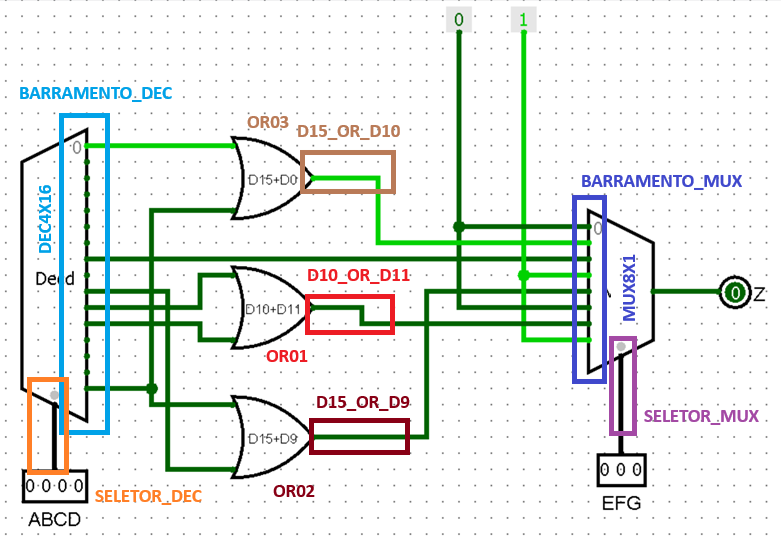 0 1
BARRAMENTO_DEC
OR03
D15_OR_D10
0
D15+D0
BARRAMENTO_MUX
DEC4X16
0
D10_OR_D11
MUX8X1
D10+D11
0 Z
OR01
D15_OR_D9
SELETOR_MUX
D15+D9
0 0 0 0
SELETOR_DEC
OR02
0 0 0
ABCD
EFG